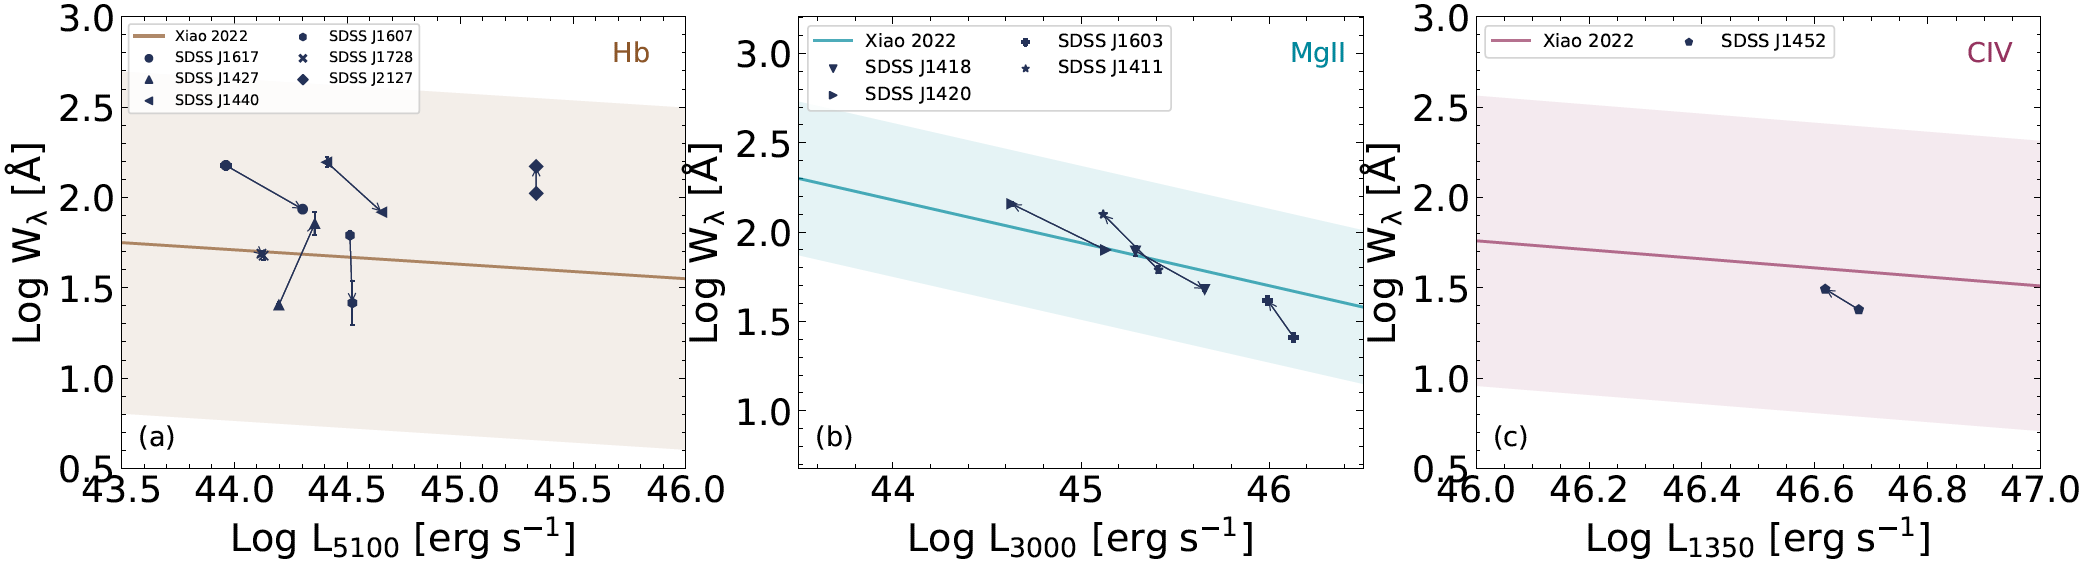 3.0
2.5
2.0
1.5
1.0
0.5
Log Wλ [Å]
Xiao 2022
SDSS J1617
SDSS J1427
SDSS J1440
SDSS J1607
SDSS J1728
SDSS J2127
Hb
(a)
43.5 44.0 44.5 45.0 45.5 46.0
Log L5100 [erg s−1]
3.0
2.5
2.0
1.5
1.0
Log Wλ [Å]
Xiao 2022
SDSS J1418
SDSS J1420
SDSS J1603
SDSS J1411
MgII
(b)
44 45 46
Log L3000 [erg s−1]
3.0
2.5
2.0
1.5
1.0
0.5
Log Wλ [Å]
Xiao 2022
SDSS J1452
CIV
(c)
46.0 46.2 46.4 46.6 46.8 47.0
Log L1350 [erg s−1]